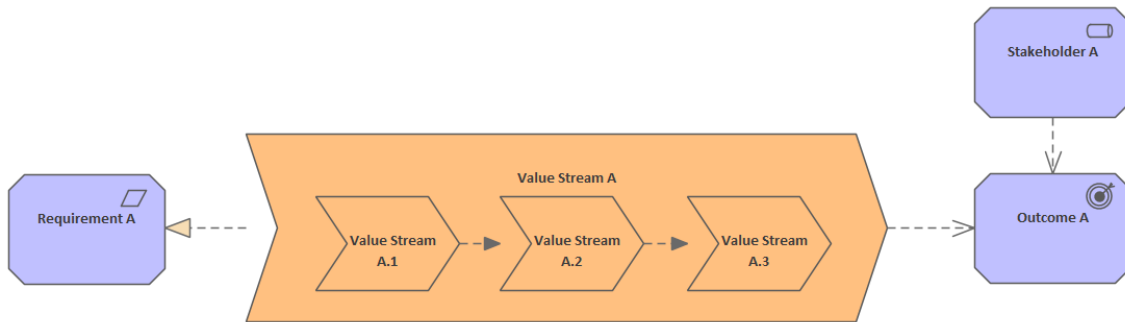 Stakeholder A
Value Stream A
Requirement A
Outcome A
Value Stream
A.1
Value Stream
A.2
Value Stream
A.3